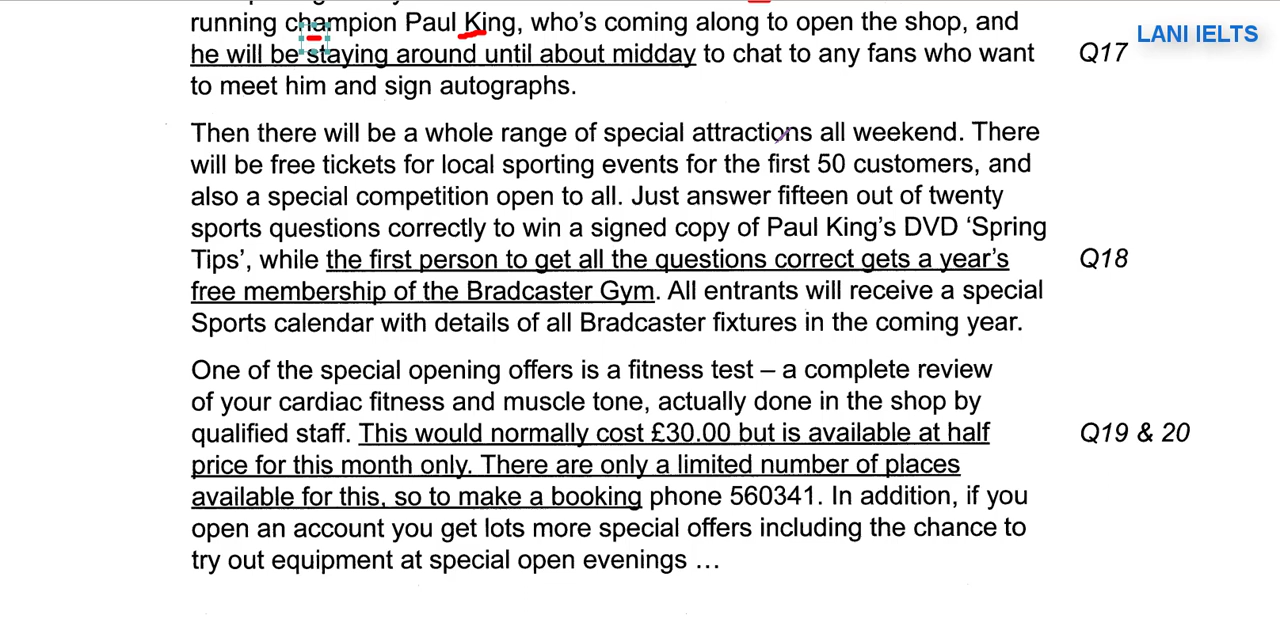 running champion Paul King, who's coming along to open the shop, and
LANI IELTS
he will be staying around until about midday to chat to any fans who want Q17
to meet him and sign autographs.
Then there will be a whole range of special attractions all weekend. There
will be free tickets for local sporting events for the first 50 customers, and
also a special competition open to all. Just answer fifteen out of twenty
sports questions correctly to win a signed copy of Paul King's DVD ‘Spring
Tips’, while the first person to get all the questions correct gets a year's Q18
free membership of the Bradcaster Gym. All entrants will receive a special
Sports calendar with details of all Bradcaster fixtures in the coming year.
One of the special opening offers is a fitness test – a complete review
of your cardiac fitness and muscle tone, actually done in the shop by
qualified staff. This would normally cost £30.00 but is available at half Q19 & 20
price for this month only. There are only a limited number of places
available for this, so to make a booking phone 560341. In addition, if you
open an account you get lots more special offers including the chance to
try out equipment at special open evenings …